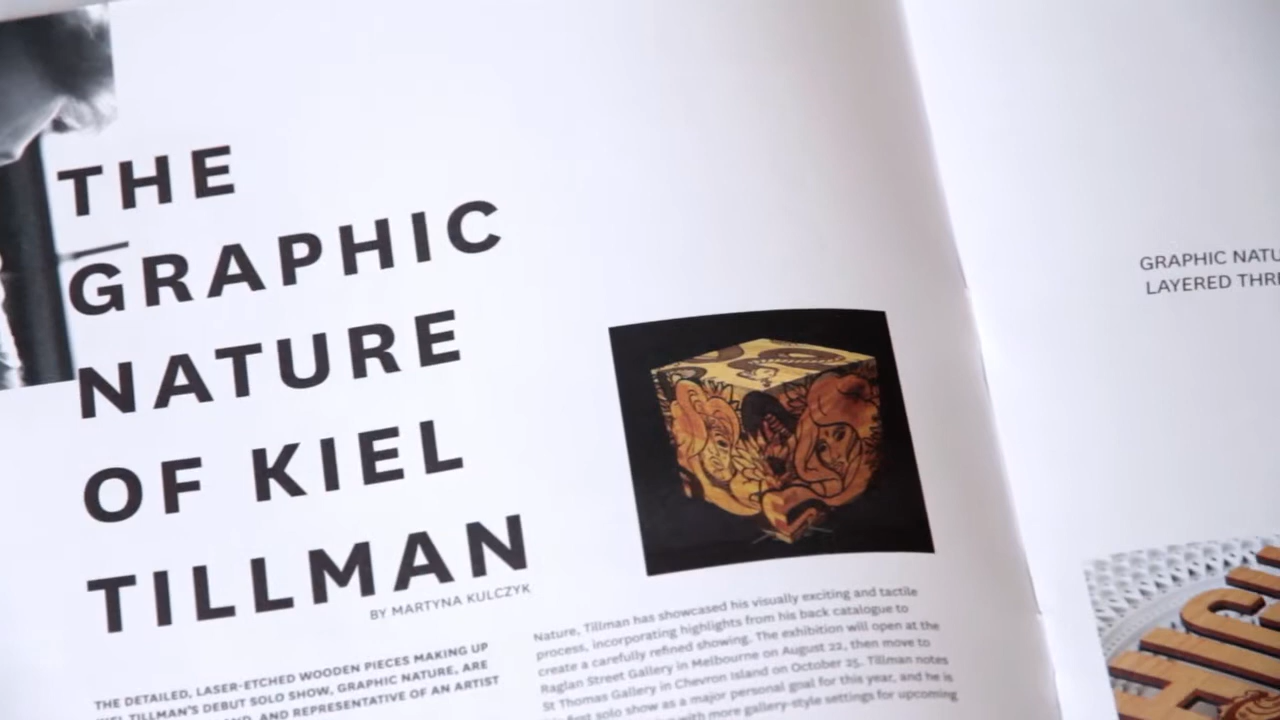 THE
GRAPHIC
NATURE
OF KIEL
TILLMAN
BY MARTYNA KULCZYK
THE DETAILED, LASER-ETCHED WOODEN PIECES MAKING UP
TILLMAN'S DEBUT SOLO SHOW, GRAPHIC NATURE, ARE
AND REPRESENTATIVE OF AN ARTIST
Nature, Tillman has showcased his visually exciting and tactile
process, incorporating highlights from his back catalogue to
create a carefully refined showing. The exhibition will open at the
Raglan Street Gallery in Melbourne on August 22, then move to
St Thomas Gallery in Chevron Island on October 25. Tillman notes
first solo show as a major personal goal for this year, and he is
with more gallery-style settings for upcoming
GRAPHIC NATU
LAYERED THR